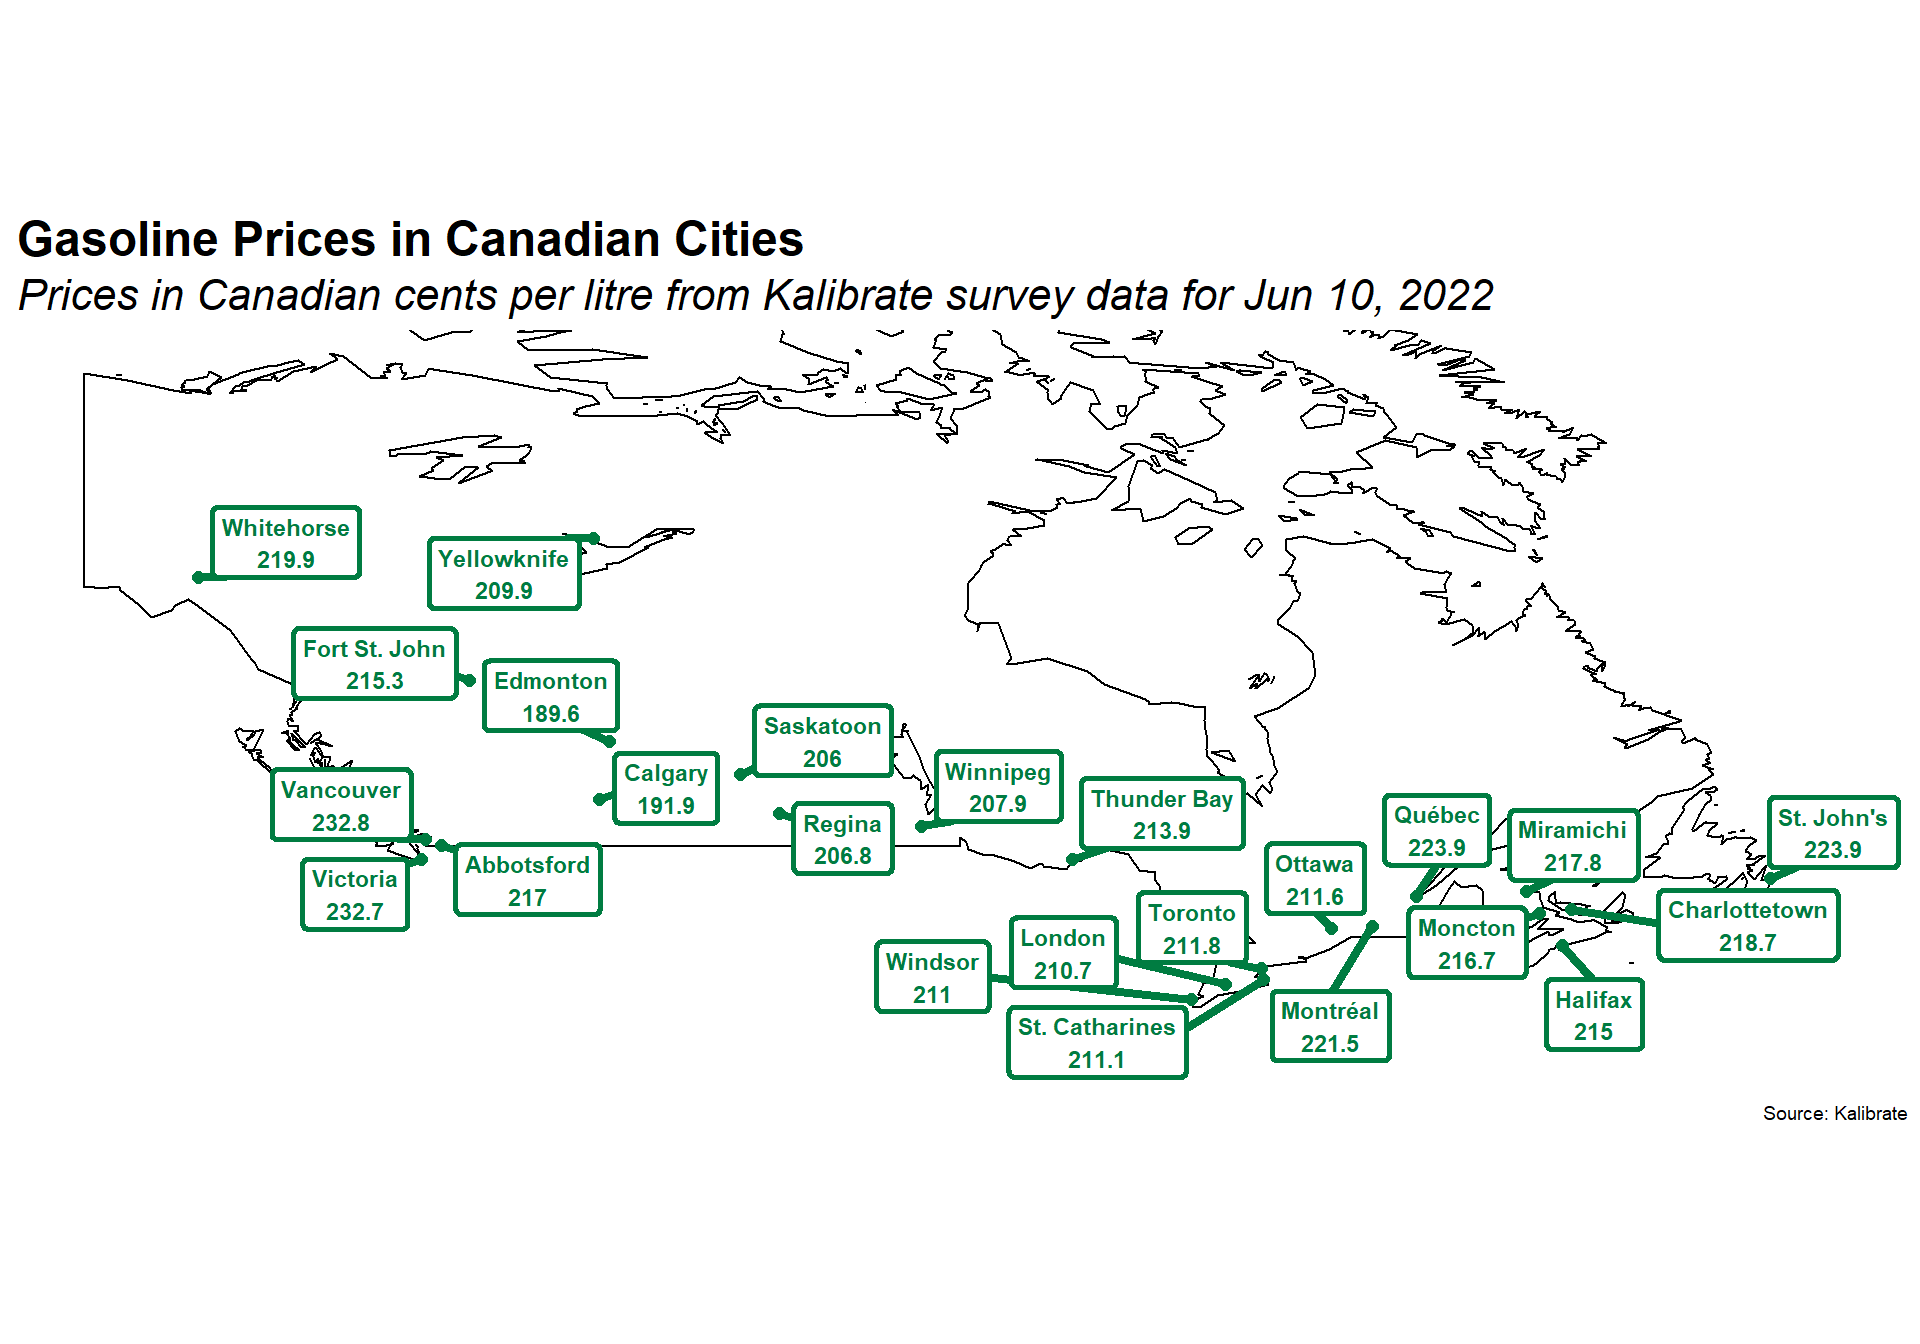 Gasoline Prices in Canadian Cities
Prices in Canadian cents per litre from Kalibrate survey data for Jun 10, 2022
Whitehorse
219.9
Yellowknife
209.9
Fort St. John
215.3
Edmonton
189.6
Saskatoon
206
Calgary
191.9
Winnipeg
207.9
Vancouver
232.8
Thunder Bay
213.9
Regina
206.8
Québec
223.9
Miramichi
217.8
St. John's
223.9
Victoria
232.7
Abbotsford
217
Ottawa
211.6
Toronto
211.8
Charlottetown
218.7
Moncton
216.7
London
210.7
Windsor
211
St. Catharines
211.1
Montréal
221.5
Halifax
215
Source: Kalibrate